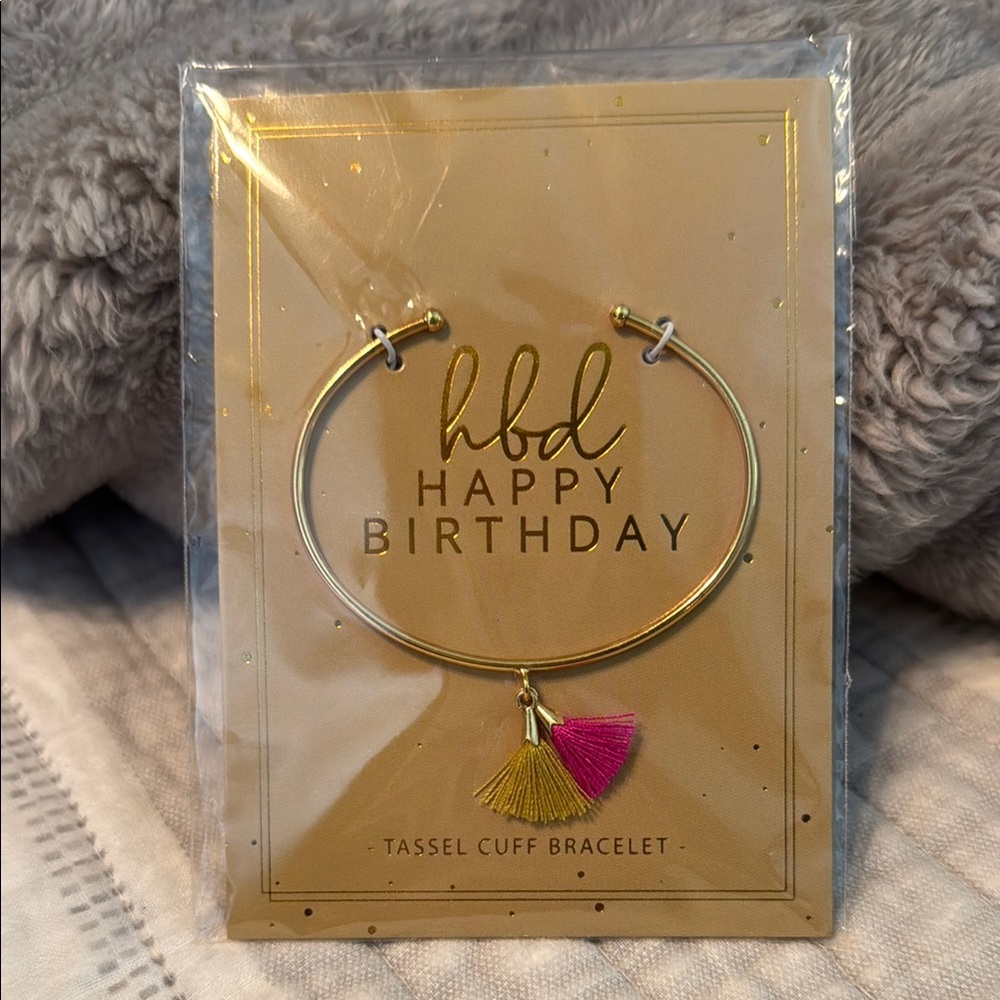 hbd
HAPPY
BIRTHDAY
- TASSEL CUFF BRACELET -